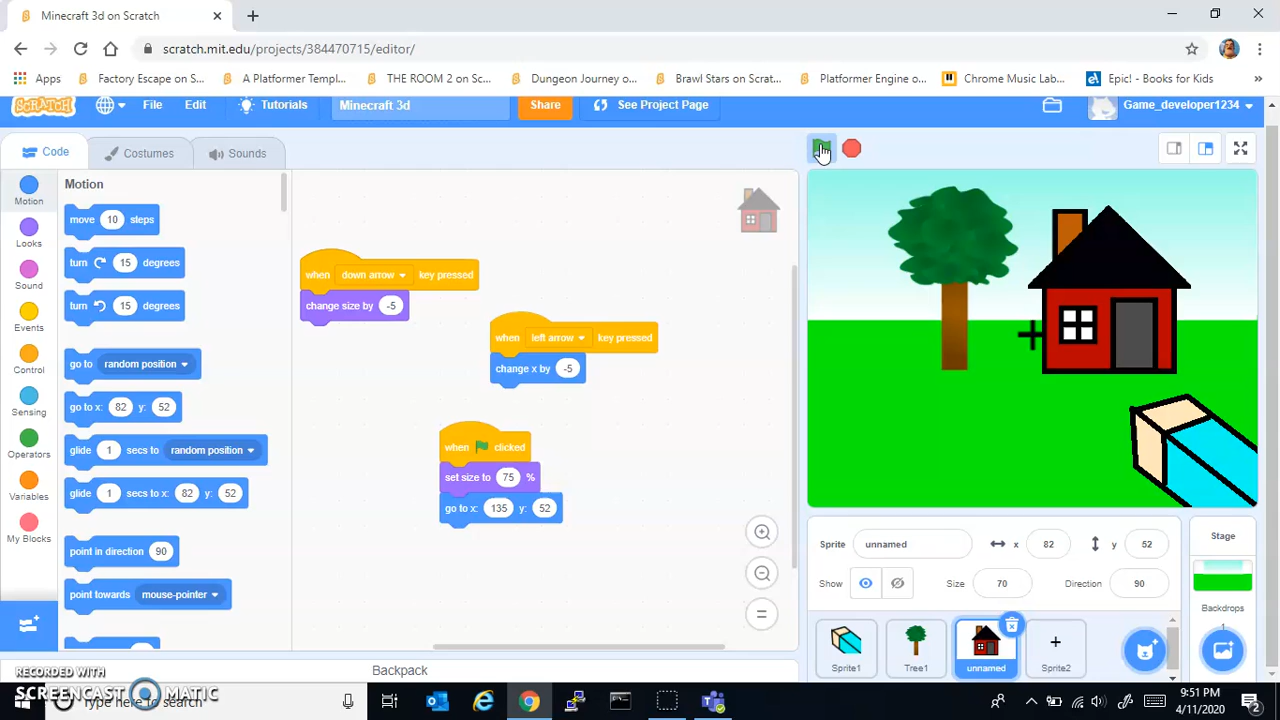 Minecraft 3d on Scratch
scratch.mit.edu/projects/384470715/editor/
Apps
Factory Escape on S...
A Platformer Templ...
THE ROOM 2 on Scr...
Dungeon Journey o...
Brawl Stars on Scrat...
Platformer Engine o...
Chrome Music Lab...
Epic! - Books for Kids
»
SCRATCH
File
Edit
Tutorials
Minecraft 3d
Share
See Project Page
Game_developer1234
Code
Costumes
Sounds
Motion
Looks
Sound
Events
Control
Sensing
Operators
Variables
My Blocks
Motion
move 10 steps
turn 15 degrees
turn 15 degrees
go to random position
go to x: 82 y: 52
glide 1 secs to random position
glide 1 secs to x: 82 y: 52
point in direction 90
point towards mouse-pointer
when down arrow key pressed
change size by -5
when left arrow key pressed
change x by -5
when clicked
set size to 75 %
go to x: 135 y: 52
Sprite unnamed x 82 y 52
Show Size 70 Direction 90
Sprite1
Tree1
unnamed
Sprite2
Stage
Backdrops
1
Backpack
RECORDED WITH
SCREENCAST MATIC
Type here to search
9:51 PM
4/11/2020
2